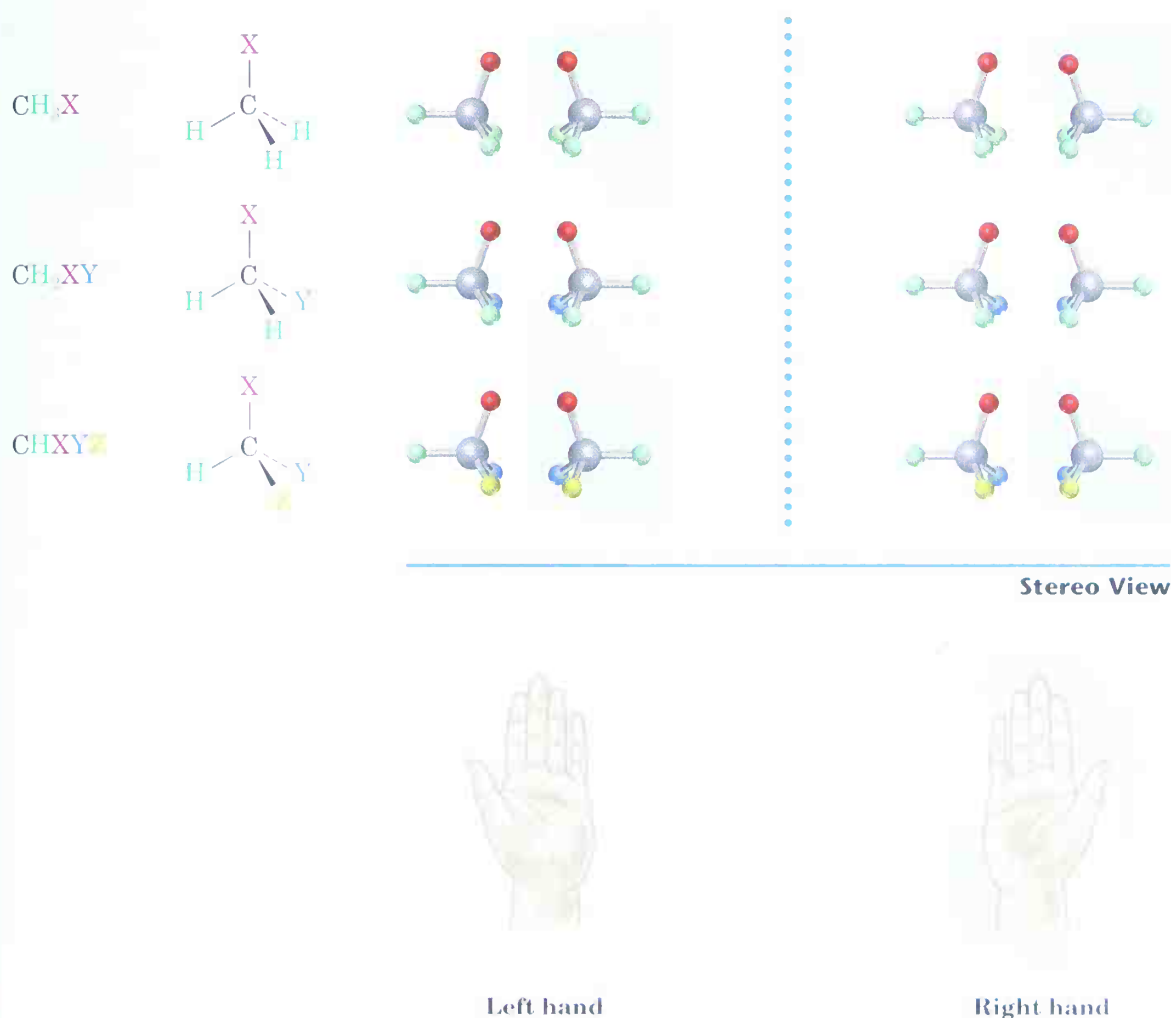 X
CH₃X
C
H
H
H
X
CH₂XY
C
H
Y
H
X
CHXYZ
C
H
Y
Z
Stereo View
Left hand
Right hand